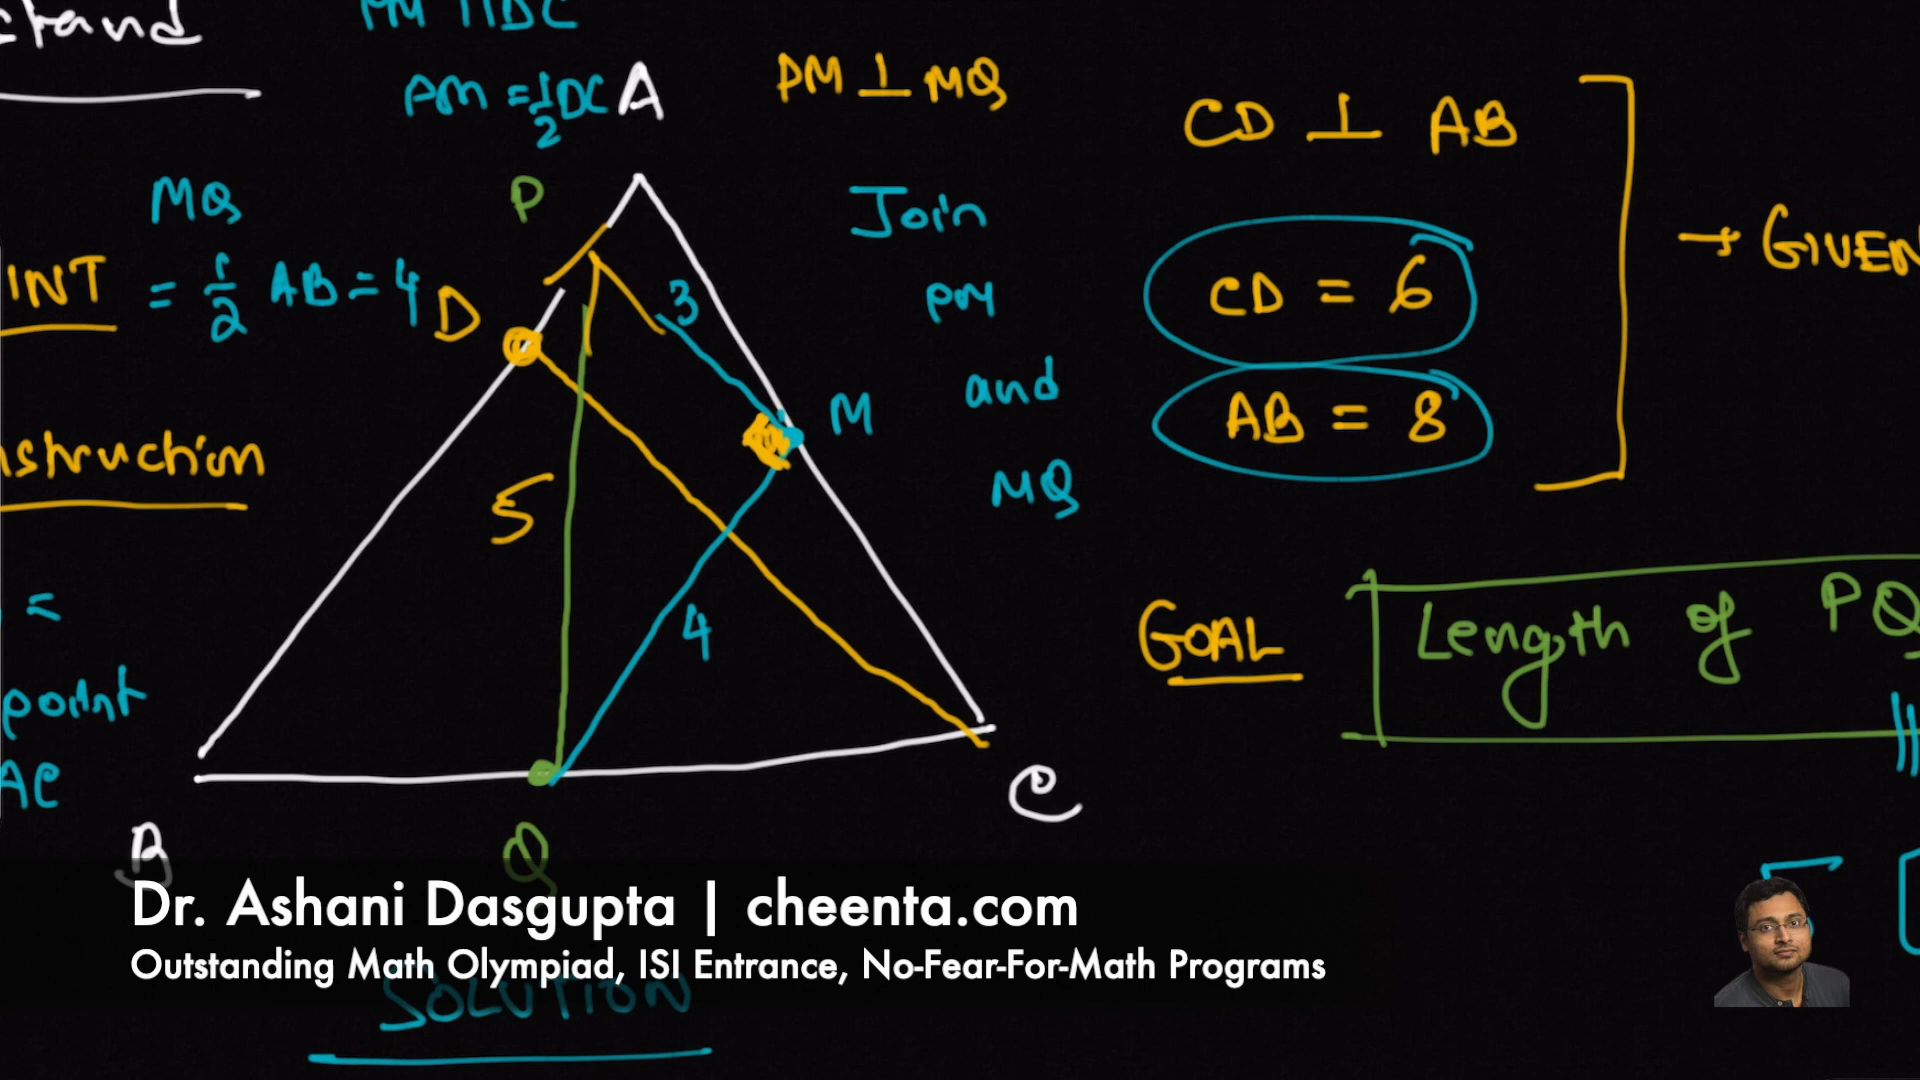 PM || DC
PM = 1/2 DC
A
PM ⊥ MQ
CD ⊥ AB
MQ
= 1/2 AB = 4
P
D
3
Join
PM
and
MQ
M
CD = 6
AB = 8
→ GIVEN
5
4
GOAL
Length of PQ
=
point
AC
B
Q
C
Dr. Ashani Dasgupta | cheenta.com
Outstanding Math Olympiad, ISI Entrance, No-Fear-For-Math Programs
SOLUTION